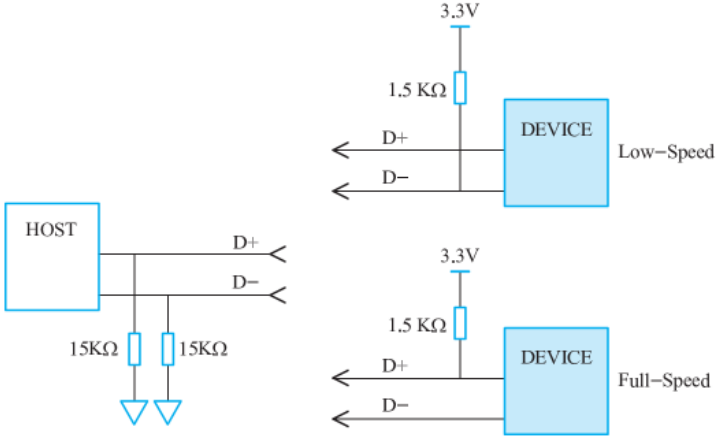 3.3V
1.5 KΩ
DEVICE
D+
Low−Speed
D−
HOST
D+
D−
15KΩ 15KΩ
3.3V
1.5 KΩ
DEVICE
D+
Full−Speed
D−